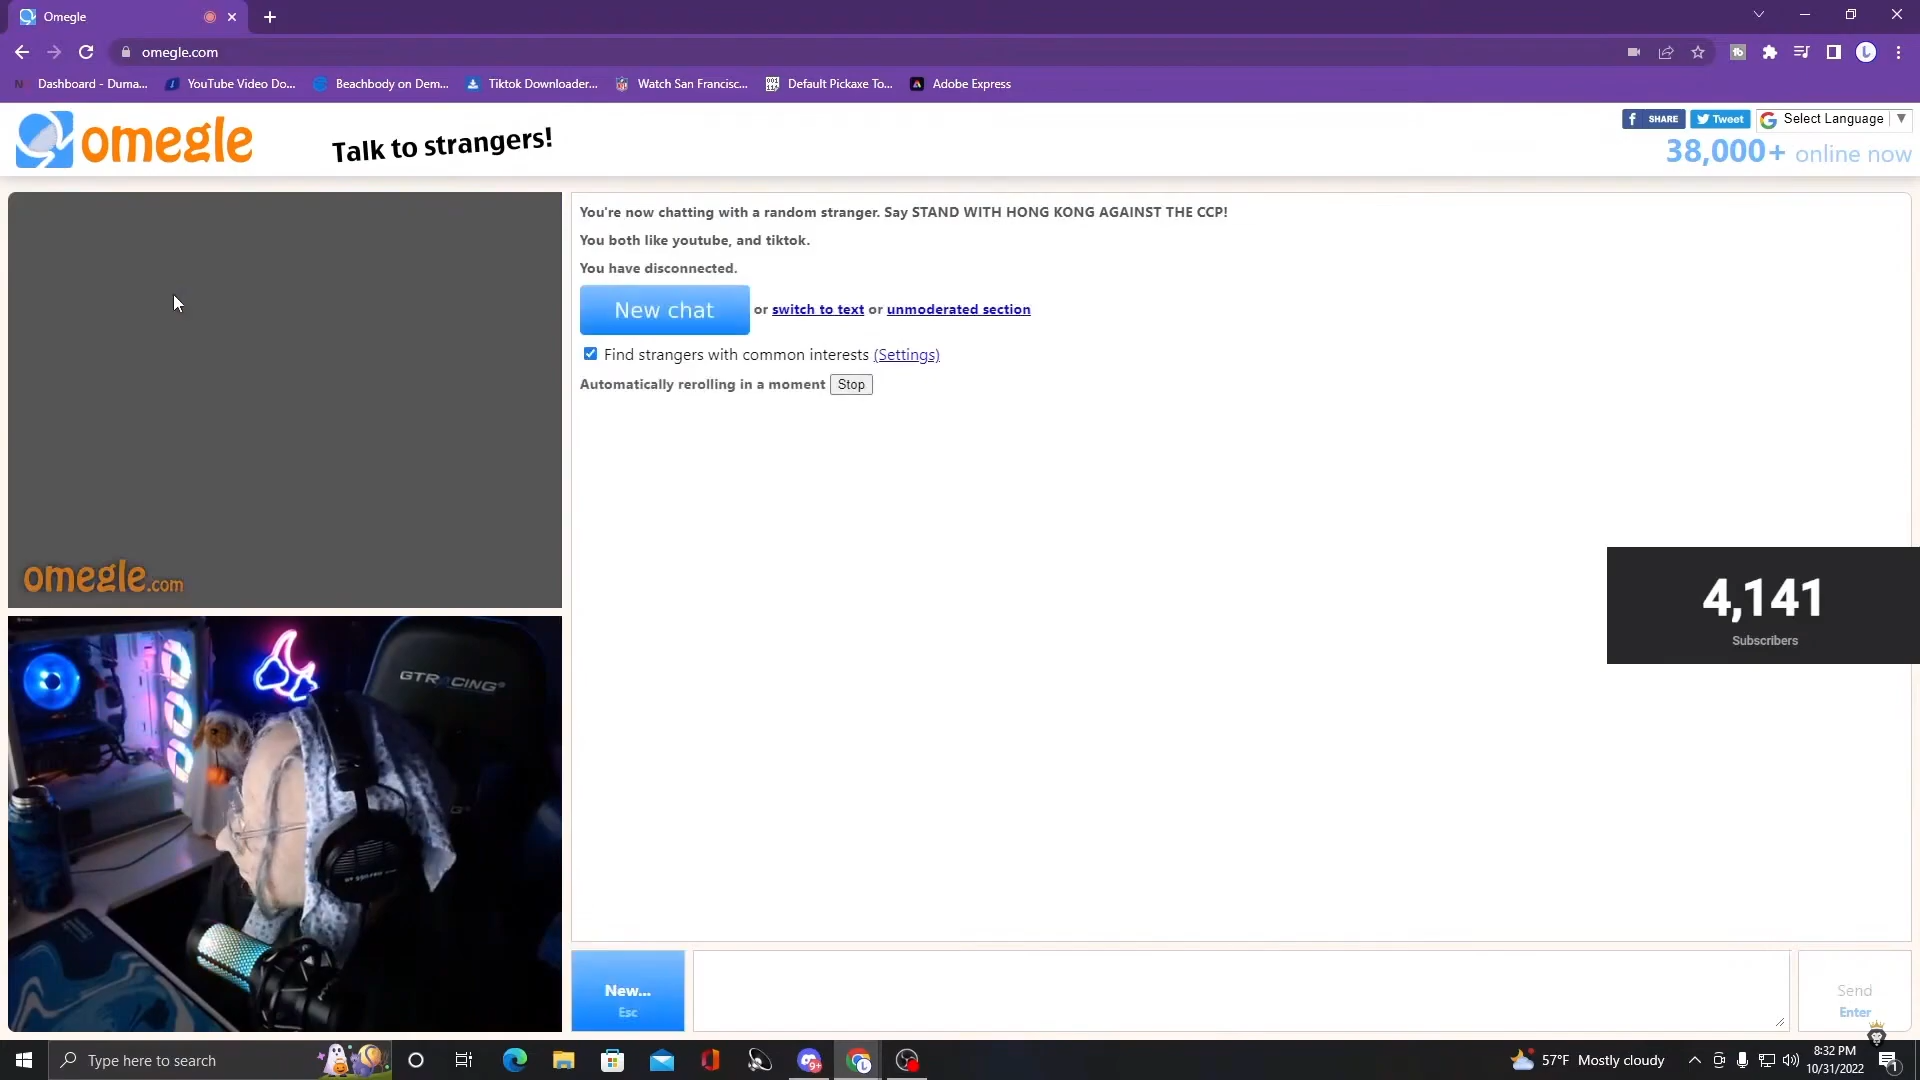 Omegle
omegle.com
Dashboard - Duma...
YouTube Video Do...
Beachbody on Dem...
Tiktok Downloader...
Watch San Francisc...
Default Pickaxe To...
Adobe Express
omegle
Talk to strangers!
SHARE
Tweet
Select Language
38,000+ online now
You're now chatting with a random stranger. Say STAND WITH HONG KONG AGAINST THE CCP!
You both like youtube, and tiktok.
You have disconnected.
New chat or switch to text or unmoderated section
Find strangers with common interests (Settings)
Automatically rerolling in a moment Stop
omegle.com
4,141
Subscribers
GTRACING
New...
Esc
Send
Enter
Type here to search
9+
57°F Mostly cloudy
8:32 PM
10/31/2022
1